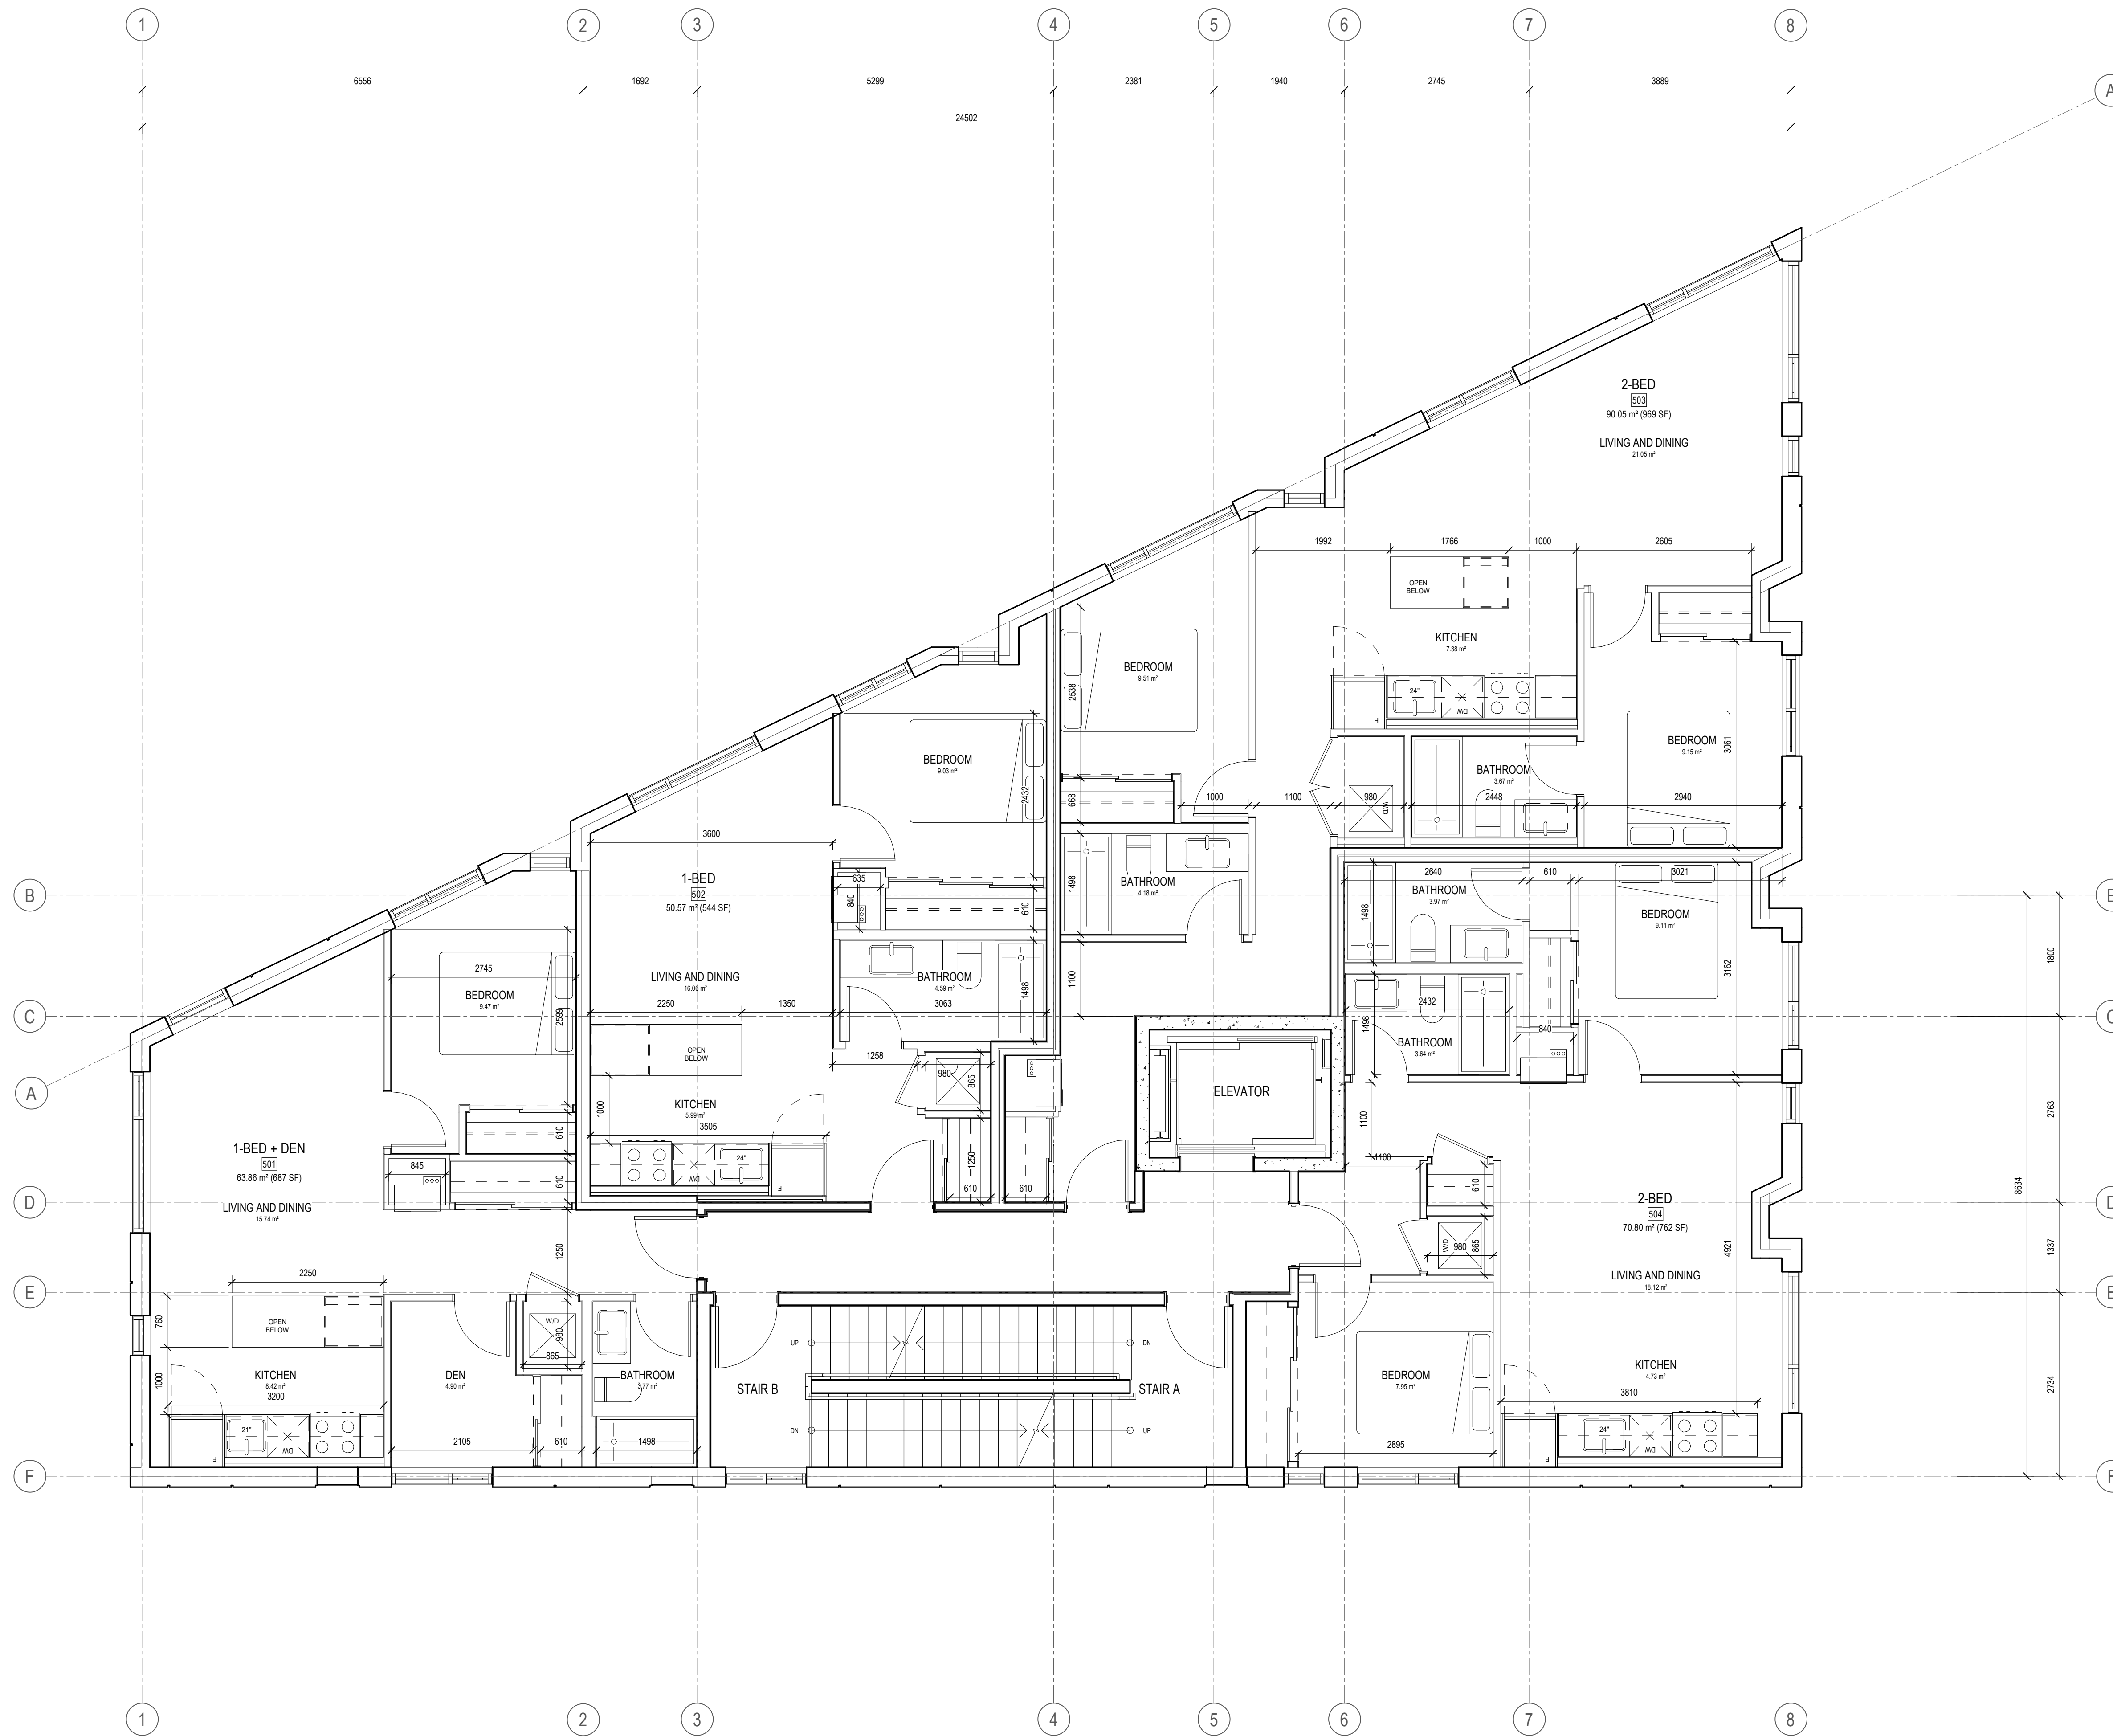 1
2
3
4
5
6
7
8
6556
1692
5299
2381
1940
2745
3889
A
24502
2-BED
503
90.05 m² (969 SF)
LIVING AND DINING
21.05 m²
1992
1766
1000
2605
OPEN
BELOW
KITCHEN
7.38 m²
24"
DW
F
BEDROOM
9.51 m²
2538
668
1000
1100
980
W/D
BATHROOM
3.67 m²
2448
BEDROOM
9.15 m²
3061
2940
BATHROOM
4.18 m²
1498
1100
BEDROOM
9.03 m²
2432
3600
1-BED
502
50.57 m² (544 SF)
635
840
610
LIVING AND DINING
16.06 m²
BATHROOM
4.59 m²
1498
2250
1350
3063
OPEN
BELOW
1258
980
865
1000
KITCHEN
5.99 m²
3505
24"
DW
F
1250
610
610
B
B
2640
610
3021
BATHROOM
3.97 m²
1498
BEDROOM
9.11 m²
3162
1800
2432
1498
840
BATHROOM
3.64 m²
C
C
ELEVATOR
1100
1100
2763
2745
BEDROOM
9.47 m²
2599
A
1-BED + DEN
501
63.86 m² (687 SF)
845
610
610
LIVING AND DINING
15.74 m²
D
D
610
2-BED
504
70.80 m² (762 SF)
8634
W/D
980
865
4921
1337
LIVING AND DINING
18.12 m²
1250
2250
E
E
760
OPEN
BELOW
W/D
980
865
1000
KITCHEN
8.42 m²
3200
DEN
4.90 m²
BATHROOM
3.77 m²
UP
DN
STAIR B
STAIR A
DN
UP
BEDROOM
7.95 m²
KITCHEN
4.73 m²
3810
2734
21"
DW
F
2105
610
1498
2895
24"
DW
F
F
F
1
2
3
4
5
6
7
8